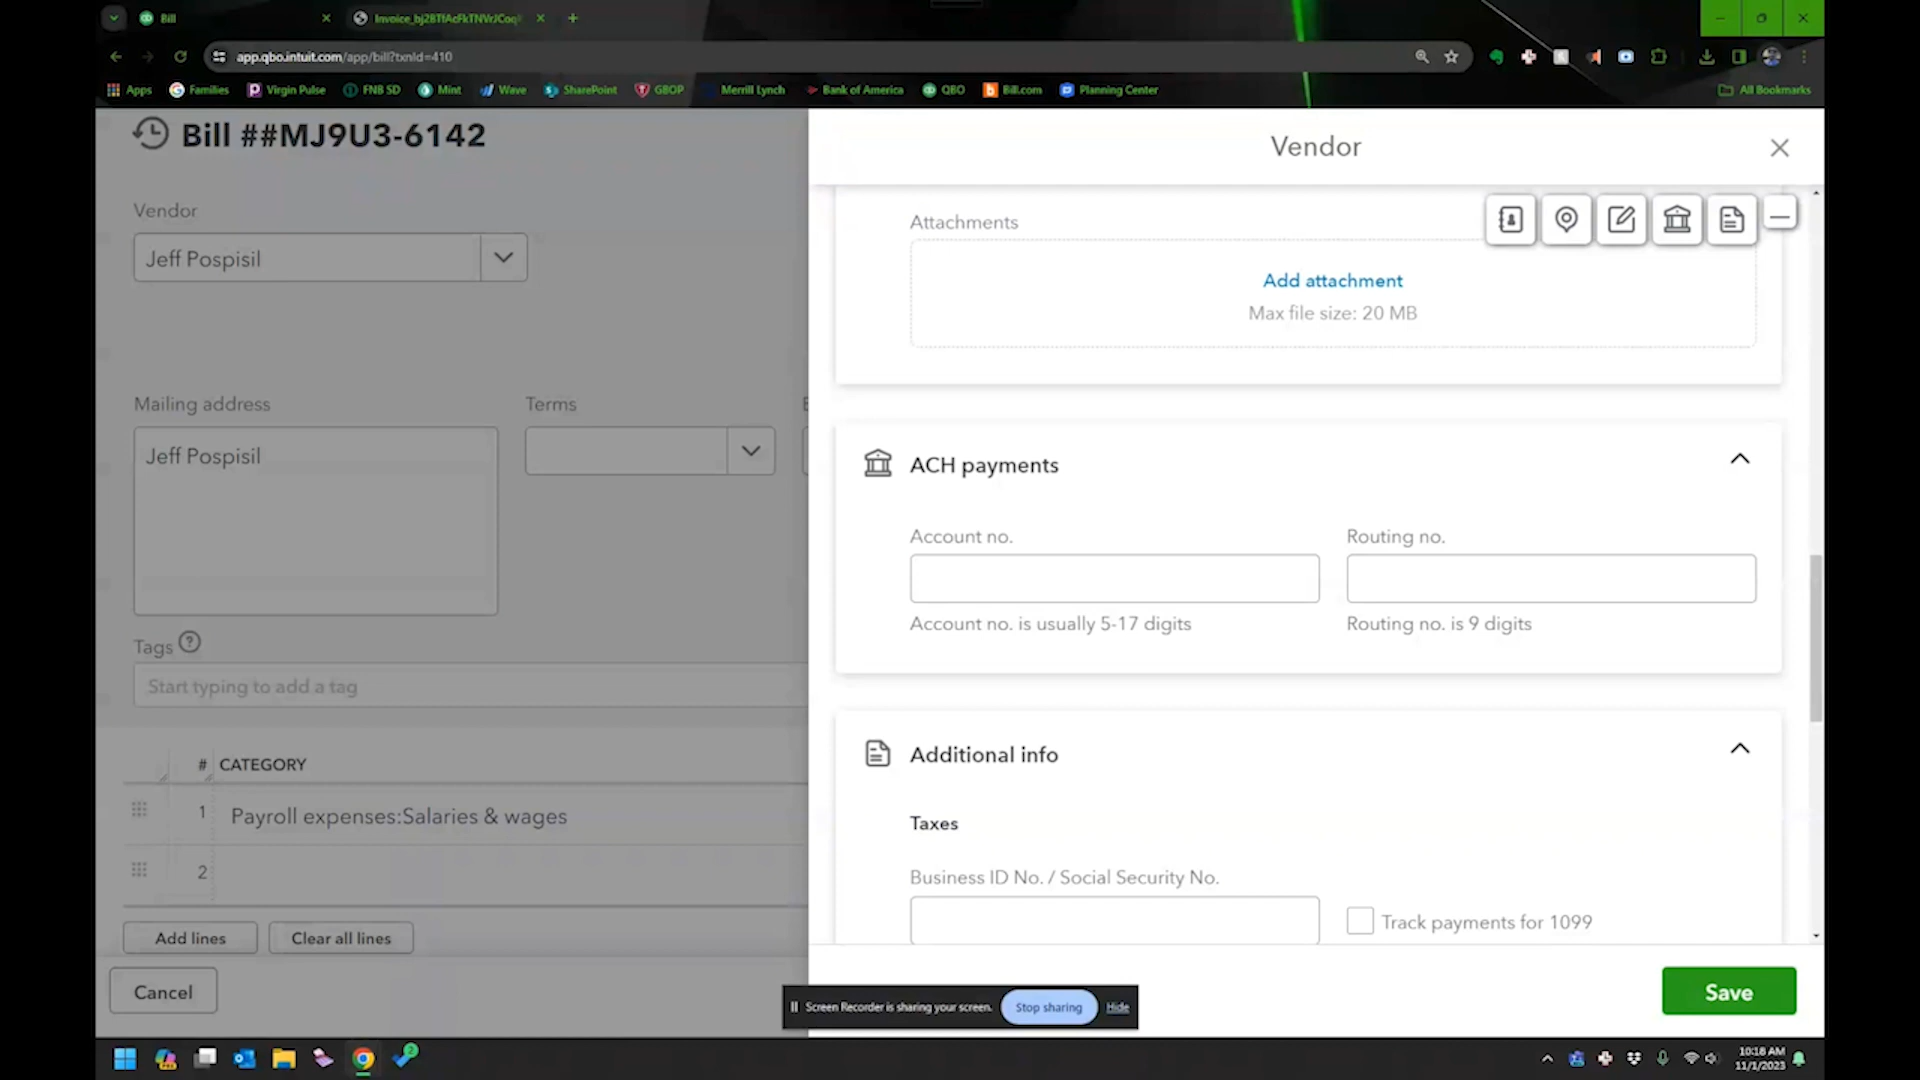 Bill
Invoice_bj28TfAcFkTNVrJCoq
app.qbo.intuit.com/app/bill?txnId=410
Apps
Families
Virgin Pulse
FNB SD
Mint
Wave
SharePoint
GBOP
Merrill Lynch
Bank of America
QBO
Bill.com
Planning Center
All Bookmarks
Bill ##MJ9U3-6142
Vendor
Jeff Pospisil
Mailing address
Terms
Jeff Pospisil
Tags
Start typing to add a tag
# CATEGORY
1 Payroll expenses:Salaries & wages
2
Add lines
Clear all lines
Cancel
Vendor
Attachments
Add attachment
Max file size: 20 MB
ACH payments
Account no.
Routing no.
Account no. is usually 5-17 digits
Routing no. is 9 digits
Additional info
Taxes
Business ID No. / Social Security No.
Track payments for 1099
Save
Screen Recorder is sharing your screen.
Stop sharing
Hide
2
10:18 AM
11/1/2023